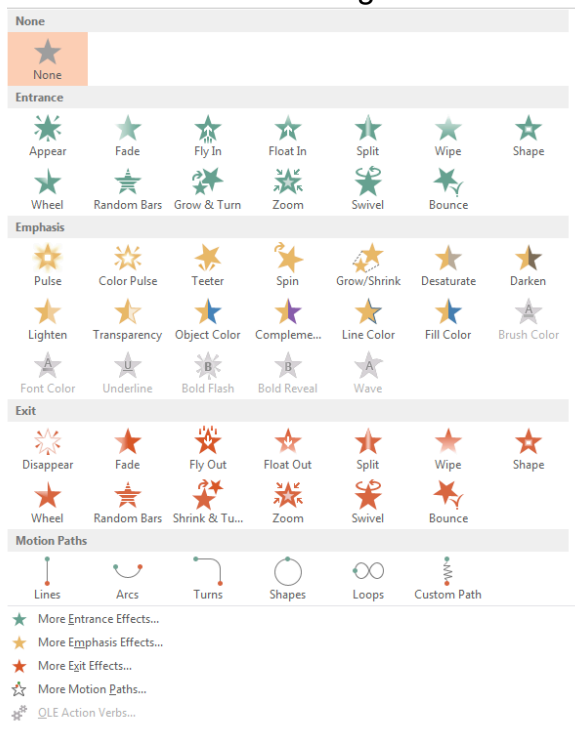 None
None
Entrance
Appear Fade Fly In Float In Split Wipe Shape
Wheel Random Bars Grow & Turn Zoom Swivel Bounce
Emphasis
Pulse Color Pulse Teeter Spin Grow/Shrink Desaturate Darken
Lighten Transparency Object Color Compleme... Line Color Fill Color Brush Color
Font Color Underline Bold Flash Bold Reveal Wave
Exit
Disappear Fade Fly Out Float Out Split Wipe Shape
Wheel Random Bars Shrink & Tu... Zoom Swivel Bounce
Motion Paths
Lines Arcs Turns Shapes Loops Custom Path
More Entrance Effects...
More Emphasis Effects...
More Exit Effects...
More Motion Paths...
OLE Action Verbs...